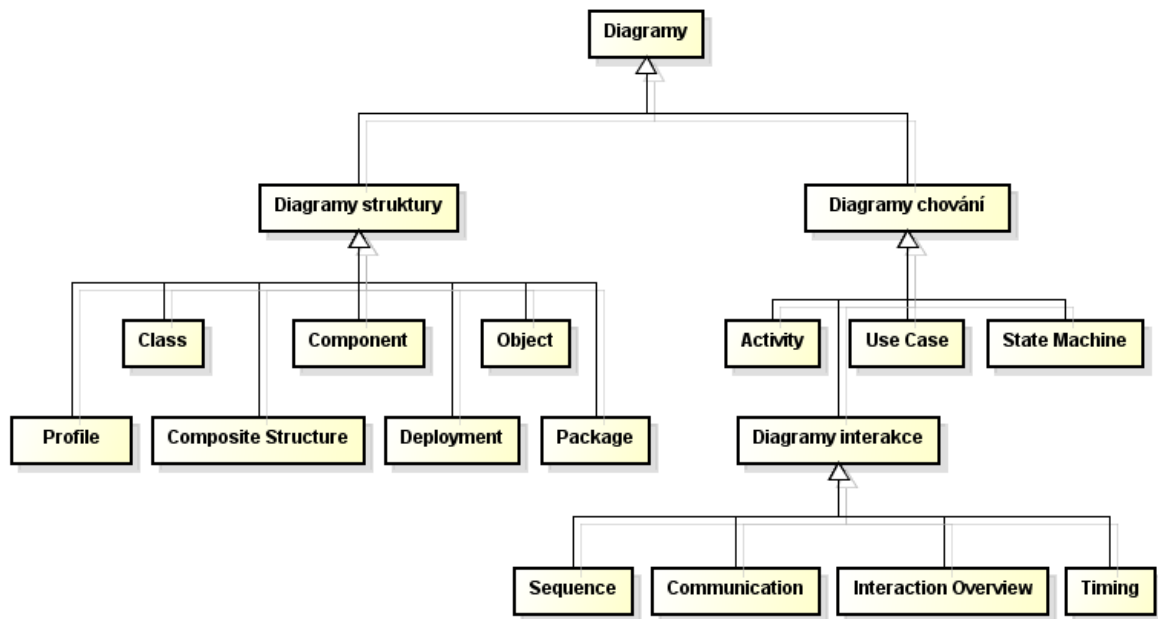 Diagramy
Diagramy struktury
Diagramy chování
Class
Component
Object
Activity
Use Case
State Machine
Profile
Composite Structure
Deployment
Package
Diagramy interakce
Sequence
Communication
Interaction Overview
Timing